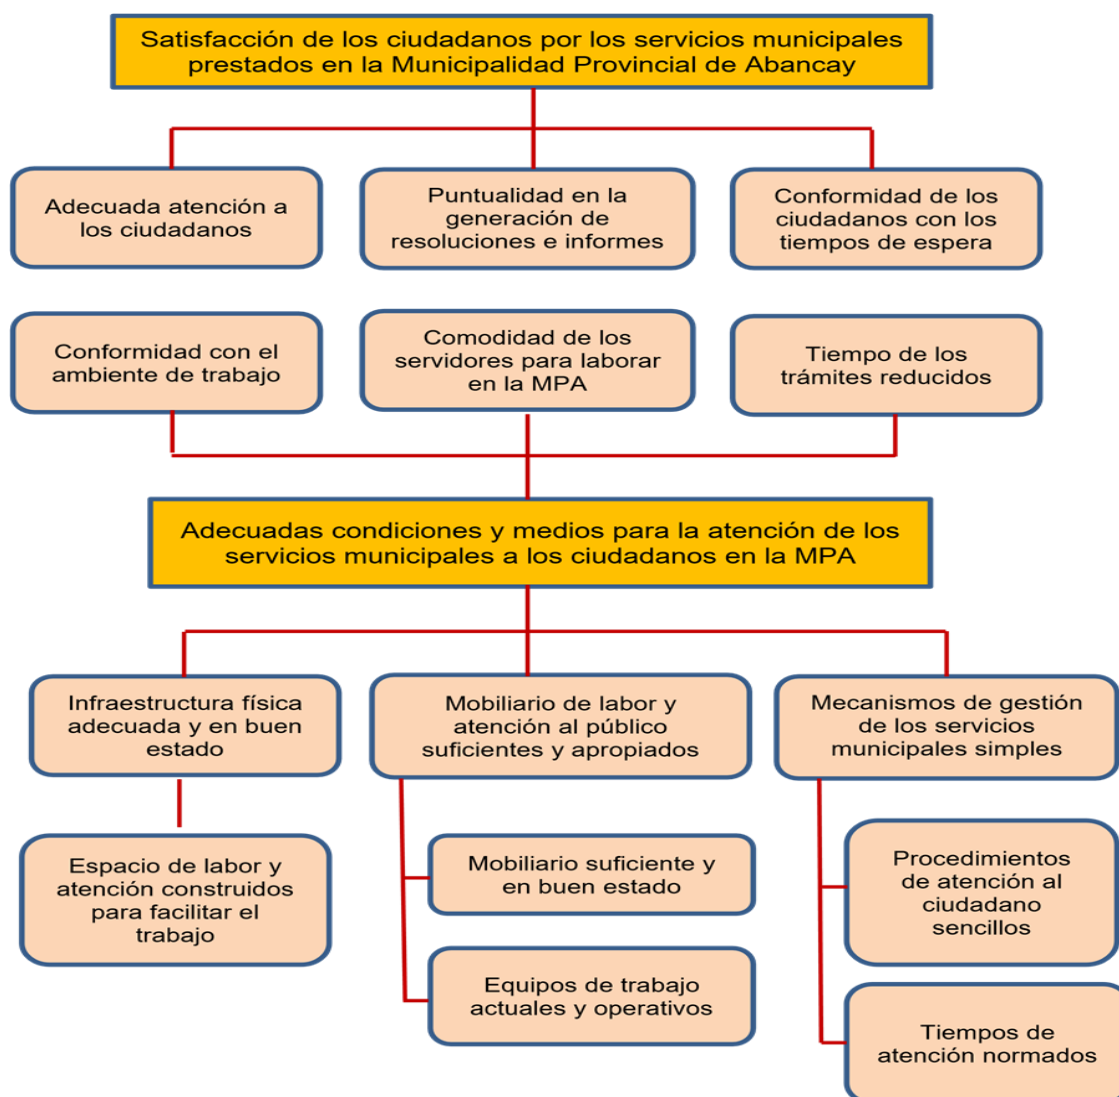 Satisfacción de los ciudadanos por los servicios municipales
prestados en la Municipalidad Provincial de Abancay
Adecuada atención a
los ciudadanos
Puntualidad en la
generación de
resoluciones e informes
Conformidad de los
ciudadanos con los
tiempos de espera
Conformidad con el
ambiente de trabajo
Comodidad de los
servidores para laborar
en la MPA
Tiempo de los
trámites reducidos
Adecuadas condiciones y medios para la atención de los
servicios municipales a los ciudadanos en la MPA
Infraestructura física
adecuada y en buen
estado
Mobiliario de labor y
atención al público
suficientes y apropiados
Mecanismos de gestión
de los servicios
municipales simples
Espacio de labor y
atención construidos
para facilitar el
trabajo
Mobiliario suficiente y
en buen estado
Equipos de trabajo
actuales y operativos
Procedimientos
de atención al
ciudadano
sencillos
Tiempos de
atención normados